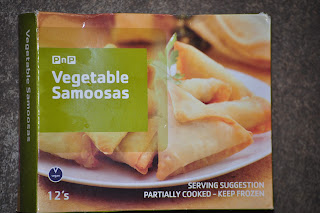 PnP
Vegetable
Samoosas
Vegetable Samoosas
V
12's
SERVING SUGGESTION
PARTIALLY COOKED - KEEP FROZEN